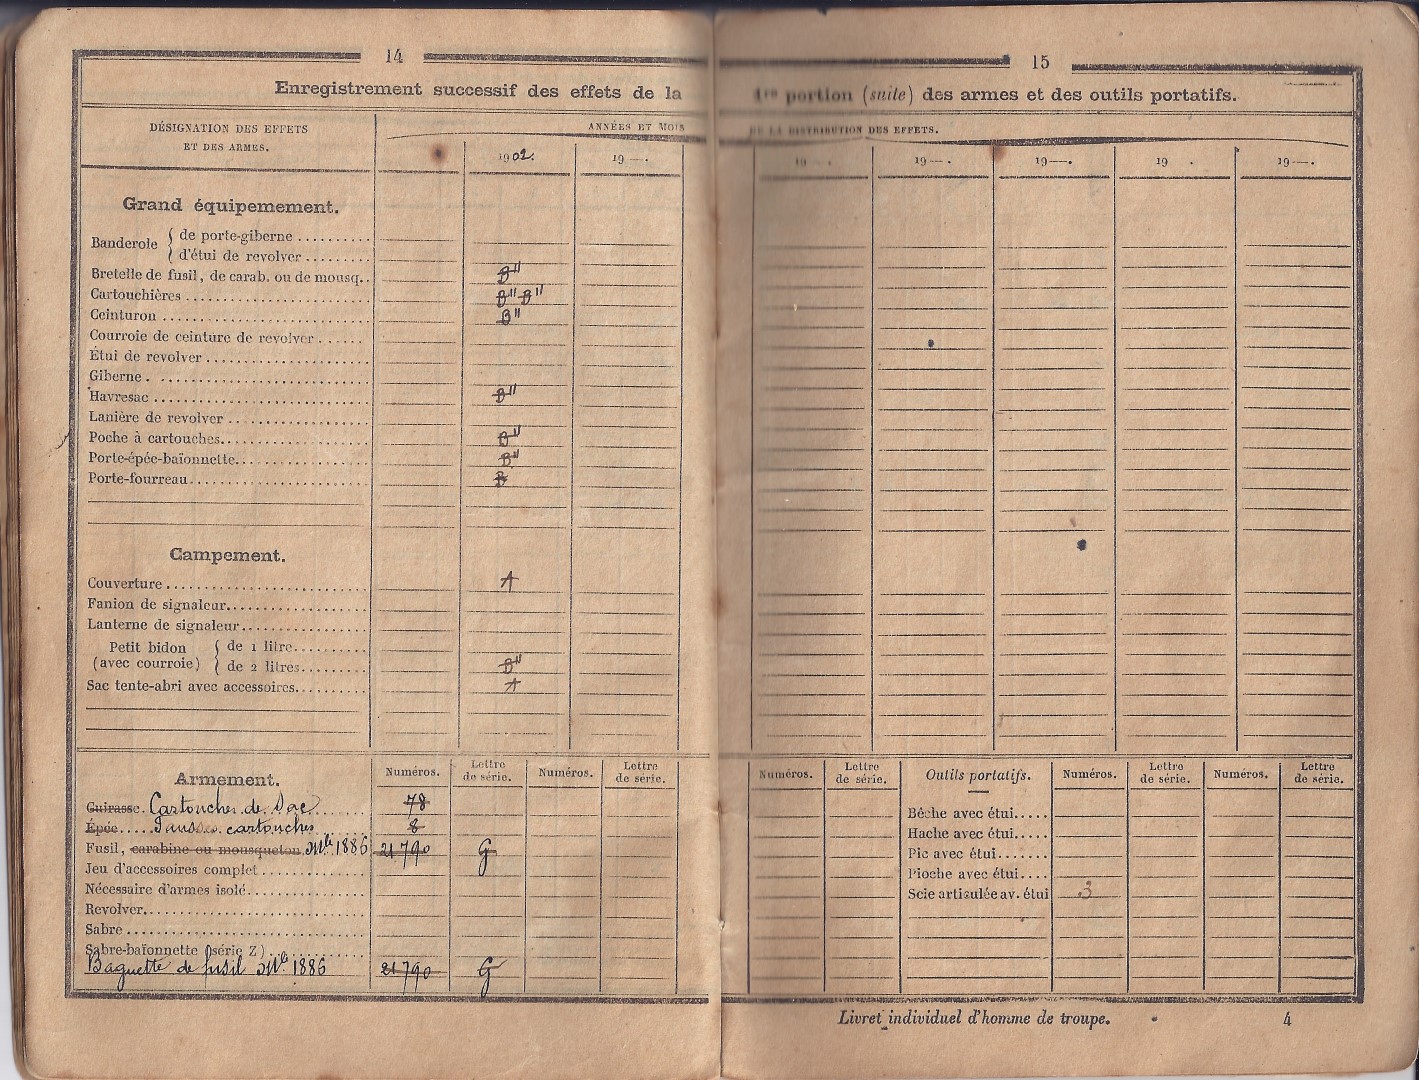 14
Enregistrement successif des effets de la
DÉSIGNATION DES EFFETS
ET DES ARMES.
ANNÉES ET MOIS
1902.
19 — .
Grand équipemement.
Banderole { de porte-giberne
{ d'étui de revolver
Bretelle de fusil, de carab. ou de mousq. B"
Cartouchières B" B"
Ceinturon B"
Courroie de ceinture de revolver
Étui de revolver
Giberne
Havresac B"
Lanière de revolver
Poche à cartouches B"
Porte-épée-baïonnette B"
Porte-fourreau B
Campement.
Couverture A
Fanion de signaleur
Lanterne de signaleur
Petit bidon { de 1 litre
(avec courroie) { de 2 litres B"
Sac tente-abri avec accessoires A
Armement. Numéros. Lettre de série. Numéros. Lettre de série.
Cuirasse. Cartouches de Sac 78
Épée fausses cartouches 8
Fusil, carabine ou mousqueton Mle 1886 21790 G
Jeu d'accessoires complet
Nécessaire d'armes isolé
Revolver
Sabre
Sabre-baïonnette (série Z)
Baguette de fusil Mle 1886 21790 G
15
1re portion (suite) des armes et des outils portatifs.
DE LA DISTRIBUTION DES EFFETS.
19 — . 19 — . 19 — . 19 . 19 — .
Numéros. Lettre de série. Outils portatifs. Numéros. Lettre de série. Numéros. Lettre de série.
Bêche avec étui
Hache avec étui
Pic avec étui
Pioche avec étui
Scie articulée av. étui 3
Livret individuel d'homme de troupe. 4